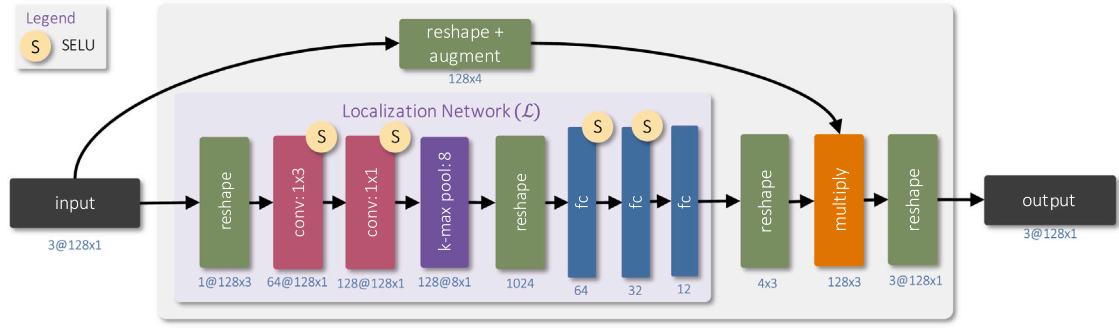 Legend
S SELU
reshape +
augment
128x4
Localization Network (ℒ)
input
3@128x1
reshape
1@128x3
S
conv: 1x3
64@128x1
S
conv: 1x1
128@128x1
k-max pool: 8
128@8x1
reshape
1024
S
fc
64
S
fc
32
fc
12
reshape
4x3
multiply
128x3
reshape
3@128x1
output
3@128x1